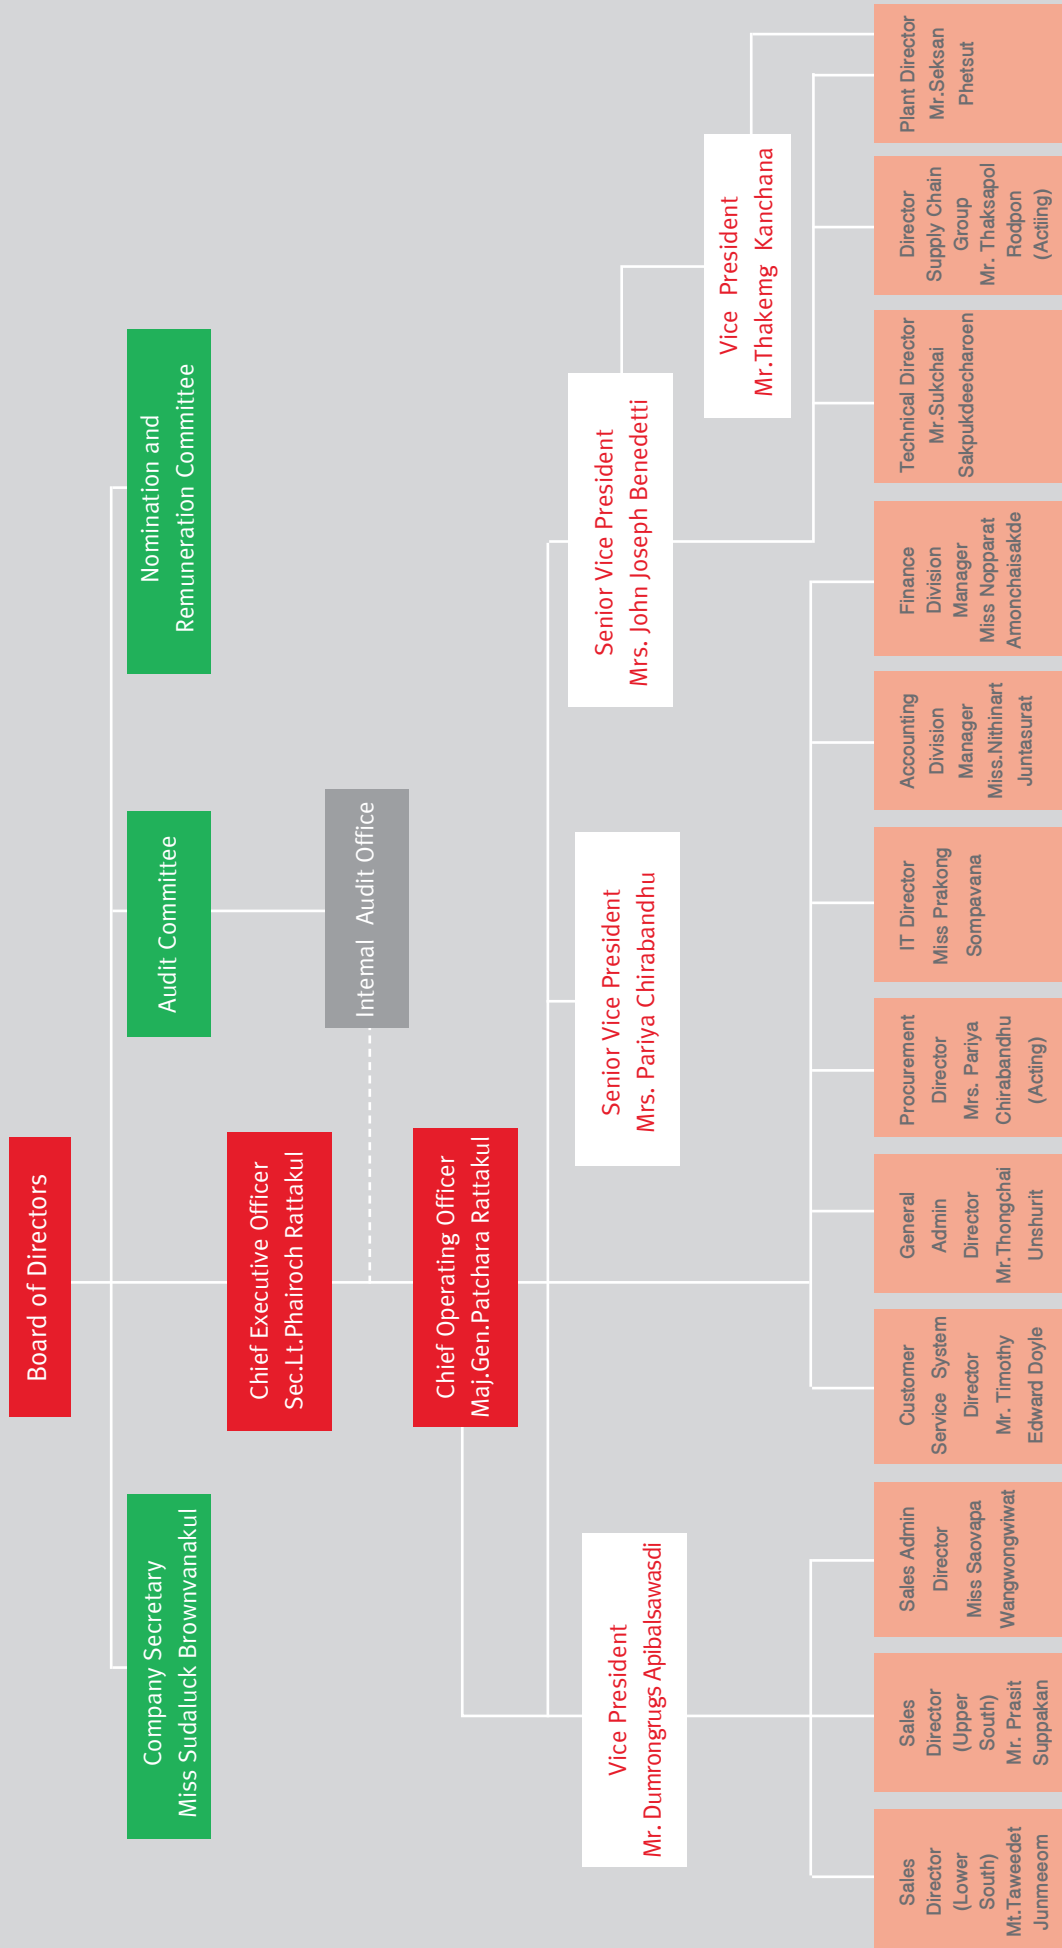 Board of Directors
Company Secretary
Miss Sudaluck Brownvanakul
Audit Committee
Nomination and
Remuneration Committee
Chief Executive Officer
Sec.Lt.Phairoch Rattakul
Internal Audit Office
Chief Operating Officer
Maj.Gen.Patchara Rattakul
Vice President
Mr. Dumrongrugs Apibalsawasdi
Senior Vice President
Mrs. Pariya Chirabandhu
Senior Vice President
Mrs. John Joseph Benedetti
Vice President
Mr.Thakemg Kanchana
Sales
Director
(Lower
South)
Mt.Taweedet
Junmeeom
Sales
Director
(Upper
South)
Mr. Prasit
Suppakan
Sales Admin
Director
Miss Saovapa
Wangwongwiwat
Customer
Service System
Director
Mr. Timothy
Edward Doyle
General
Admin
Director
Mr.Thongchai
Unshurit
Procurement
Director
Mrs. Pariya
Chirabandhu
(Acting)
IT Director
Miss Prakong
Sompavana
Accounting
Division
Manager
Miss.Nithinart
Juntasurat
Finance
Division
Manager
Miss Nopparat
Amonchaisakde
Technical Director
Mr.Sukchai
Sakpukdeecharoen
Director
Supply Chain
Group
Mr. Thaksapol
Rodpon
(Actiing)
Plant Director
Mr.Seksan
Phetsut